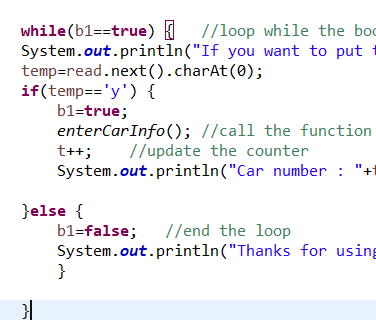 while(b1==true) {   //loop while the boo
System.out.println("If you want to put t
temp=read.next().charAt(0);
if(temp=='y') {
b1=true;
enterCarInfo(); //call the function
t++;    //update the counter
System.out.println("Car number : "+t
}else {
b1=false;   //end the loop
System.out.println("Thanks for using
}
}